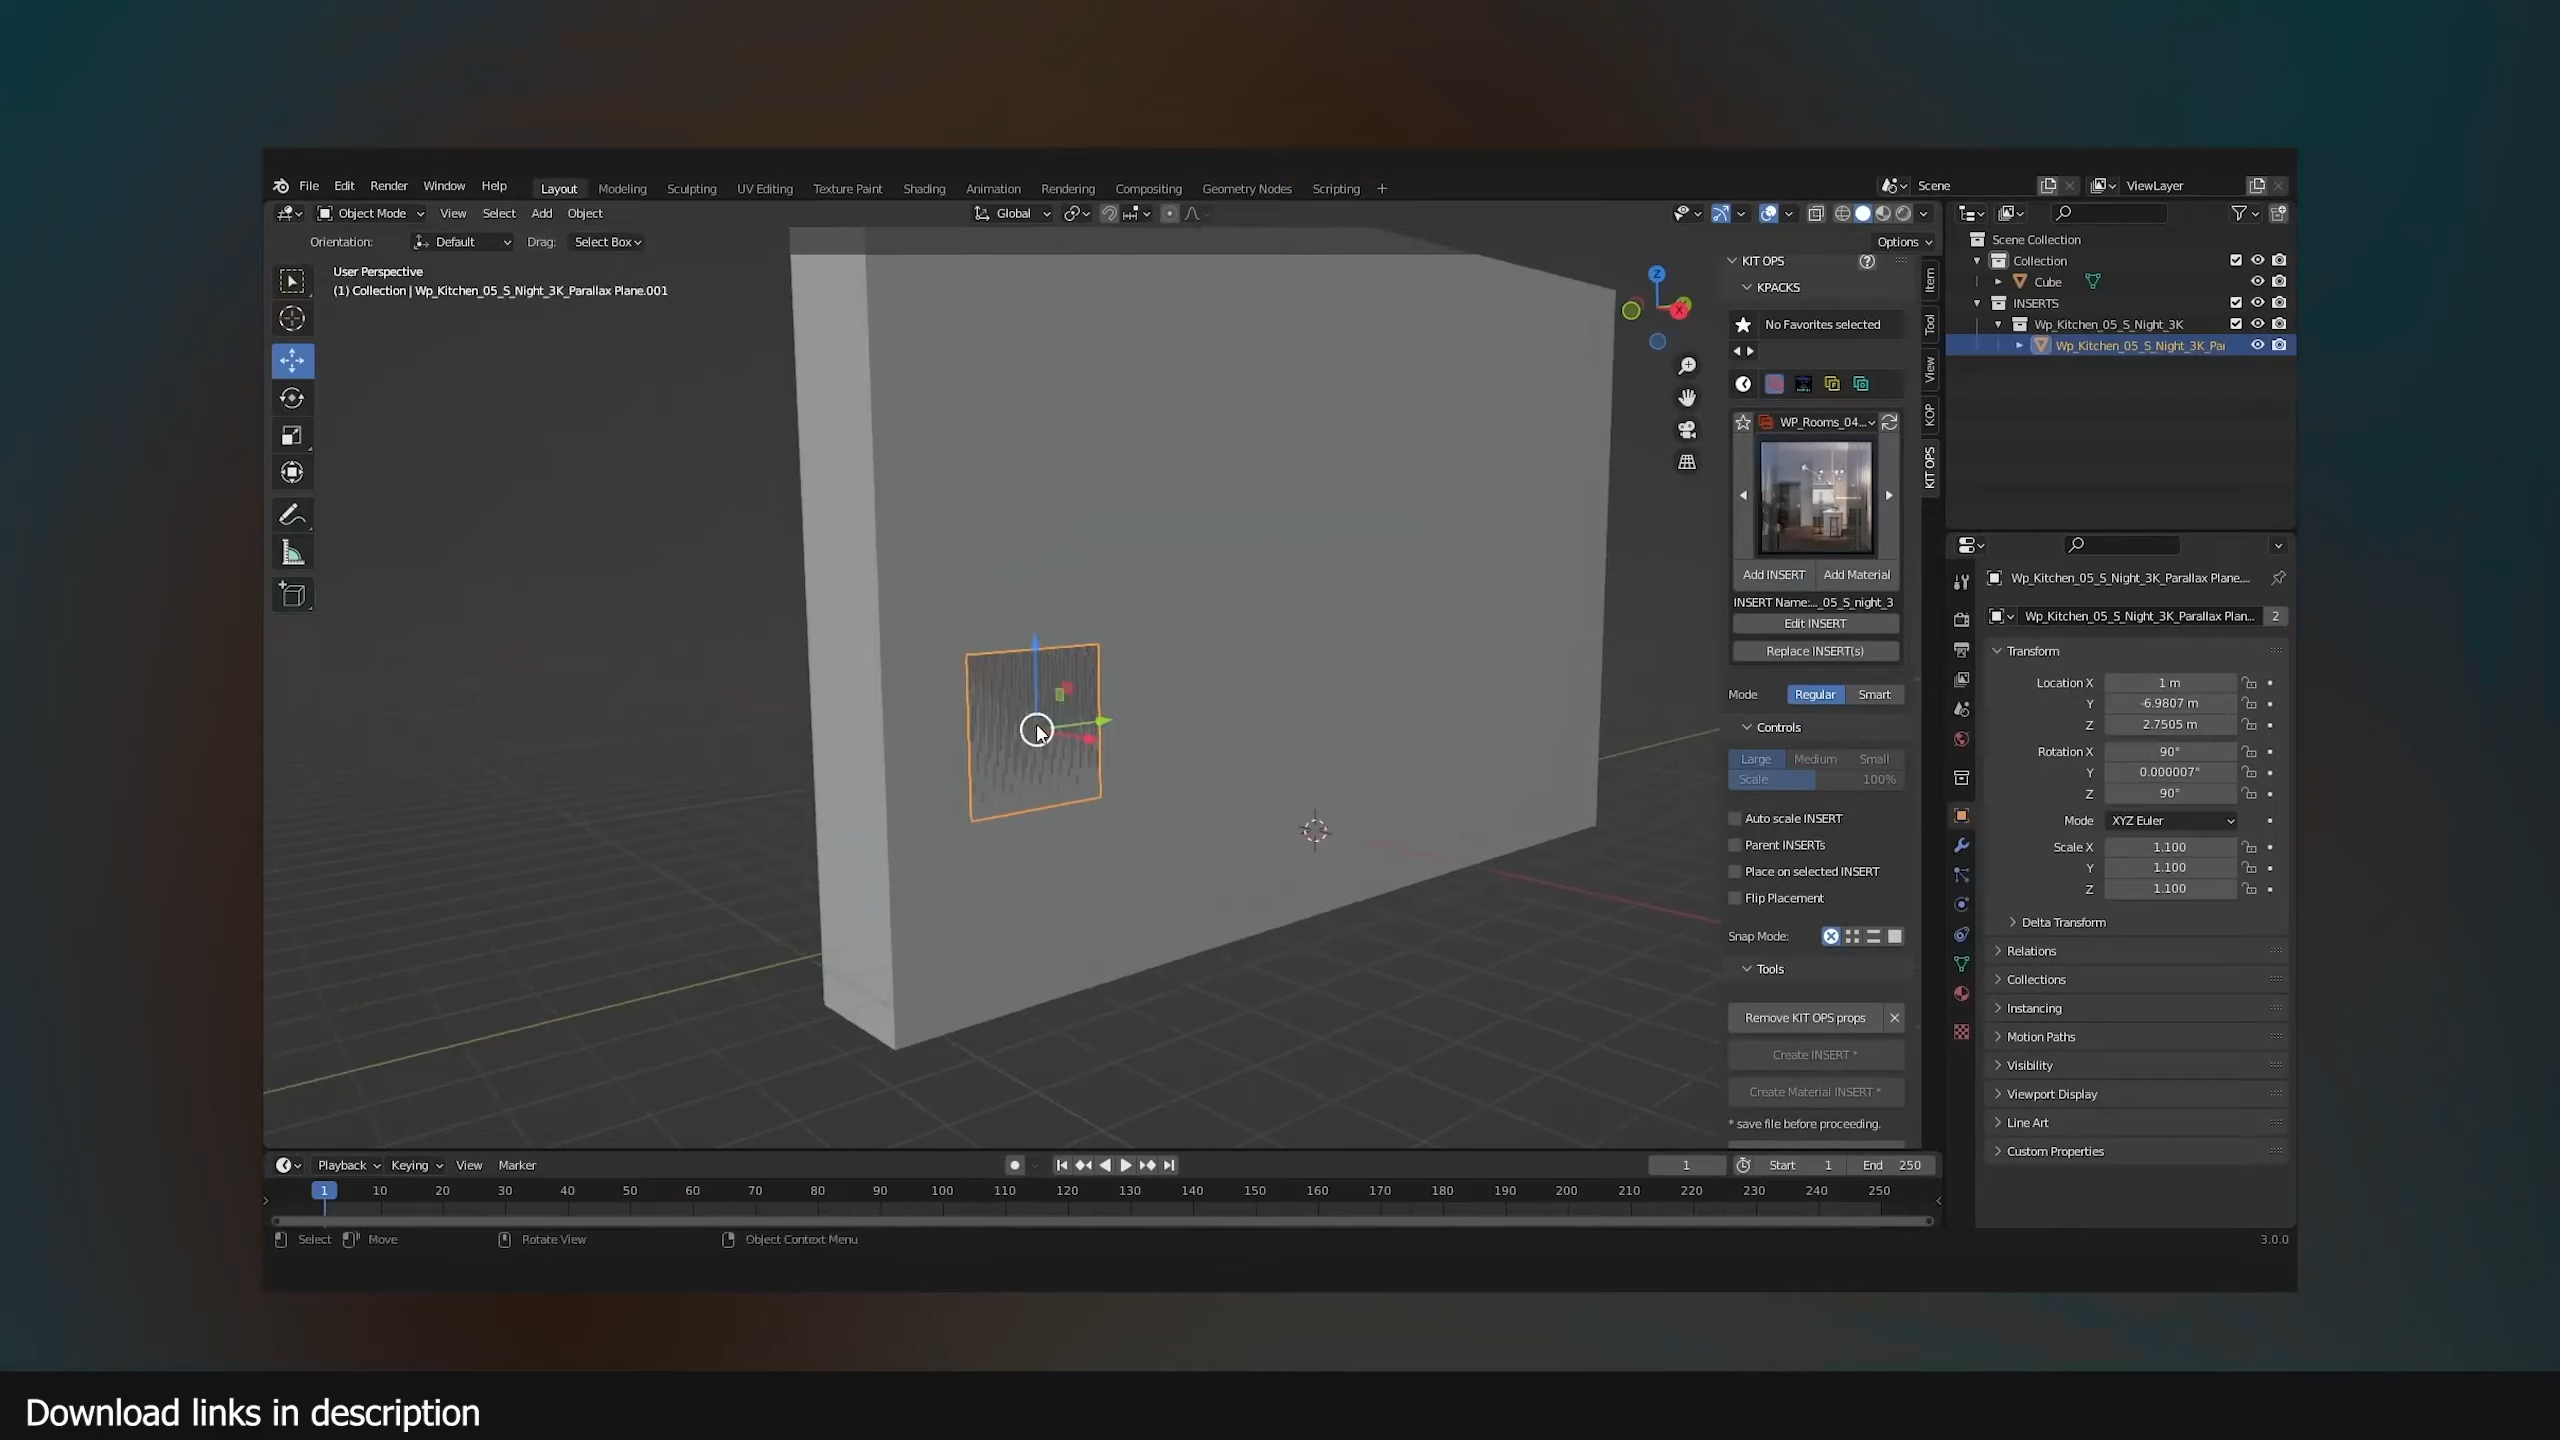 File Edit Render Window Help Layout Modeling Sculpting UV Editing Texture Paint Shading Animation Rendering Compositing Geometry Nodes Scripting +
Scene ViewLayer
Object Mode View Select Add Object Global
Orientation: Default Drag: Select Box Options
User Perspective
(1) Collection | Wp_Kitchen_05_S_Night_3K_Parallax Plane.001
Z
X
KIT OPS
KPACKS
No Favorites selected
WP_Rooms_04...
Add INSERT Add Material
INSERT Name:..._05_S_night_3
Edit INSERT
Replace INSERT(s)
Mode Regular Smart
Controls
Large Medium Small
Scale 100%
Auto scale INSERT
Parent INSERTs
Place on selected INSERT
Flip Placement
Snap Mode:
Tools
Remove KIT OPS props
Create INSERT *
Create Material INSERT *
* save file before proceeding.
Item
Tool
View
KOP
KIT OPS
Scene Collection
Collection
Cube
INSERTS
Wp_Kitchen_05_S_Night_3K
Wp_Kitchen_05_S_Night_3K_Par
Wp_Kitchen_05_S_Night_3K_Parallax Plane....
Wp_Kitchen_05_S_Night_3K_Parallax Plan... 2
Transform
Location X 1 m
Y -6.9807 m
Z 2.7505 m
Rotation X 90°
Y 0.000007°
Z 90°
Mode XYZ Euler
Scale X 1.100
Y 1.100
Z 1.100
Delta Transform
Relations
Collections
Instancing
Motion Paths
Visibility
Viewport Display
Line Art
Custom Properties
Playback Keying View Marker 1 Start 1 End 250
1 10 20 30 40 50 60 70 80 90 100 110 120 130 140 150 160 170 180 190 200 210 220 230 240 250
Select Move Rotate View Object Context Menu 3.0.0
Download links in description